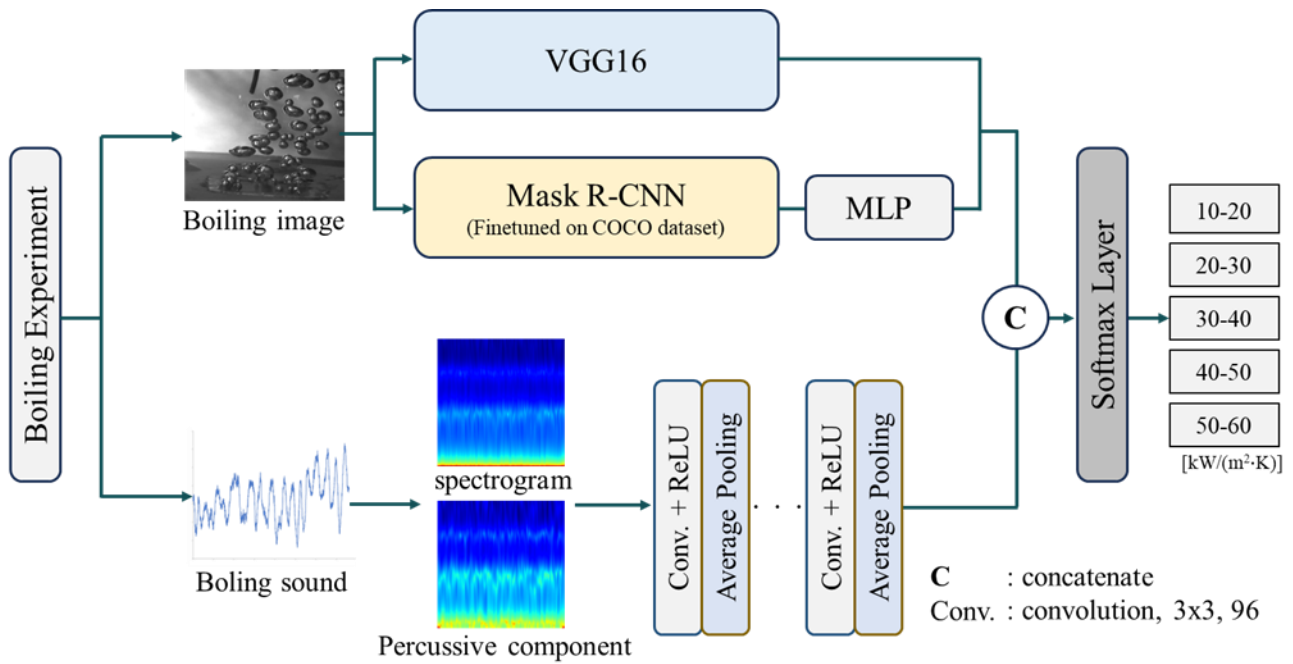 Boiling Experiment
Boiling image
VGG16
Mask R-CNN
(Finetuned on COCO dataset)
MLP
Boling sound
spectrogram
Percussive component
Conv. + ReLU
Average Pooling
. . .
Conv. + ReLU
Average Pooling
C
Softmax Layer
10-20
20-30
30-40
40-50
50-60
[kW/(m²·K)]
C : concatenate
Conv. : convolution, 3x3, 96